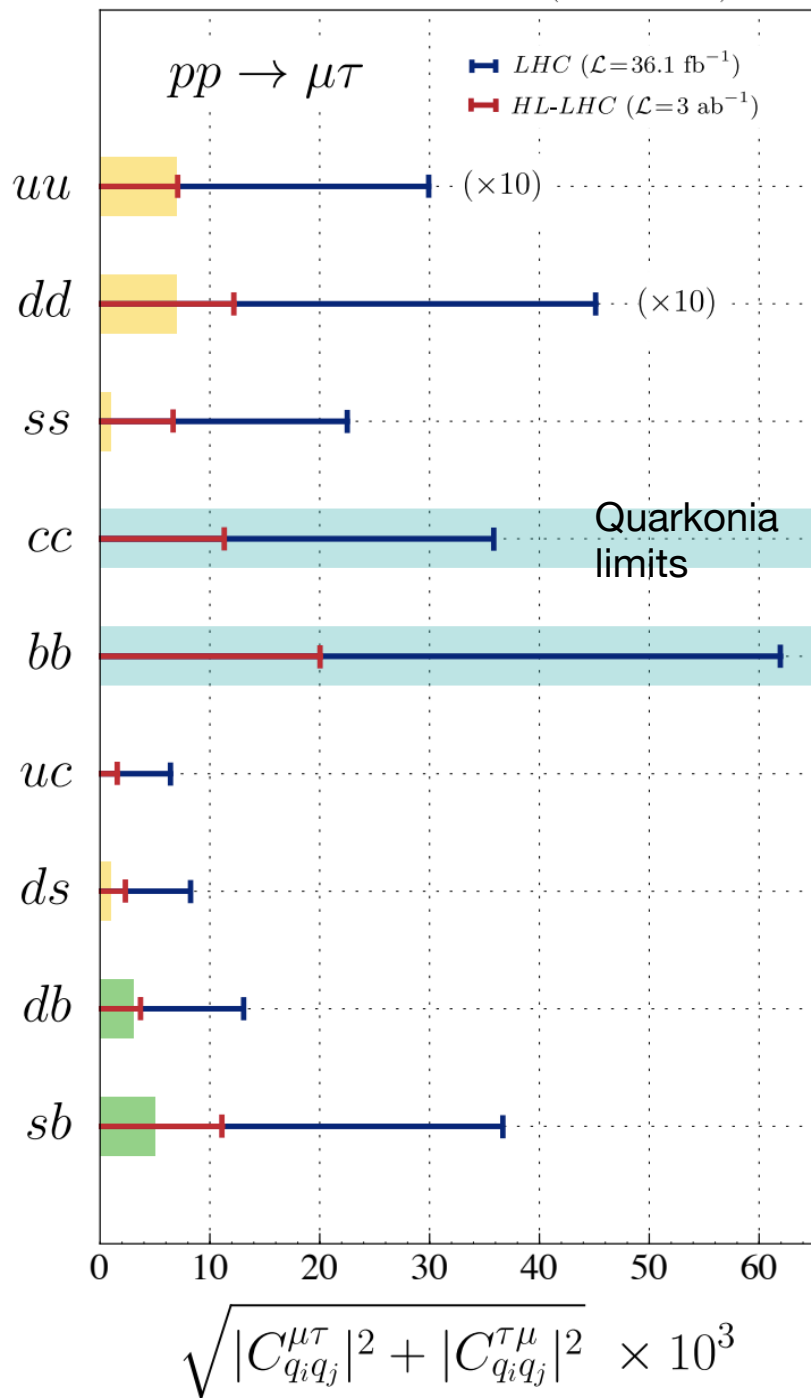 pp → μτ
LHC (ℒ=36.1 fb⁻¹)
HL-LHC (ℒ=3 ab⁻¹)
uu (×10)
dd (×10)
ss
cc
Quarkonia
limits
bb
uc
ds
db
sb
0 10 20 30 40 50 60
√(|C_{q_i q_j}^{μτ}|² + |C_{q_i q_j}^{τμ}|²) × 10³